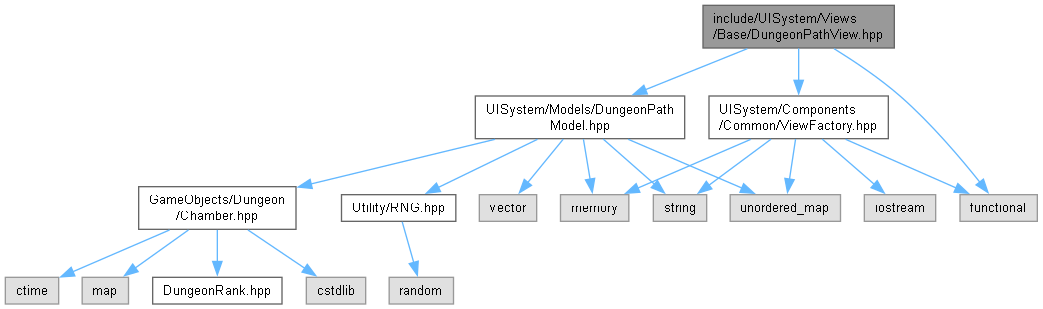 include/UISystem/Views
/Base/DungeonPathView.hpp
UISystem/Models/DungeonPath
Model.hpp
UISystem/Components
/Common/ViewFactory.hpp
GameObjects/Dungeon
/Chamber.hpp
Utility/RNG.hpp
vector
memory
string
unordered_map
iostream
functional
ctime
map
DungeonRank.hpp
cstdlib
random